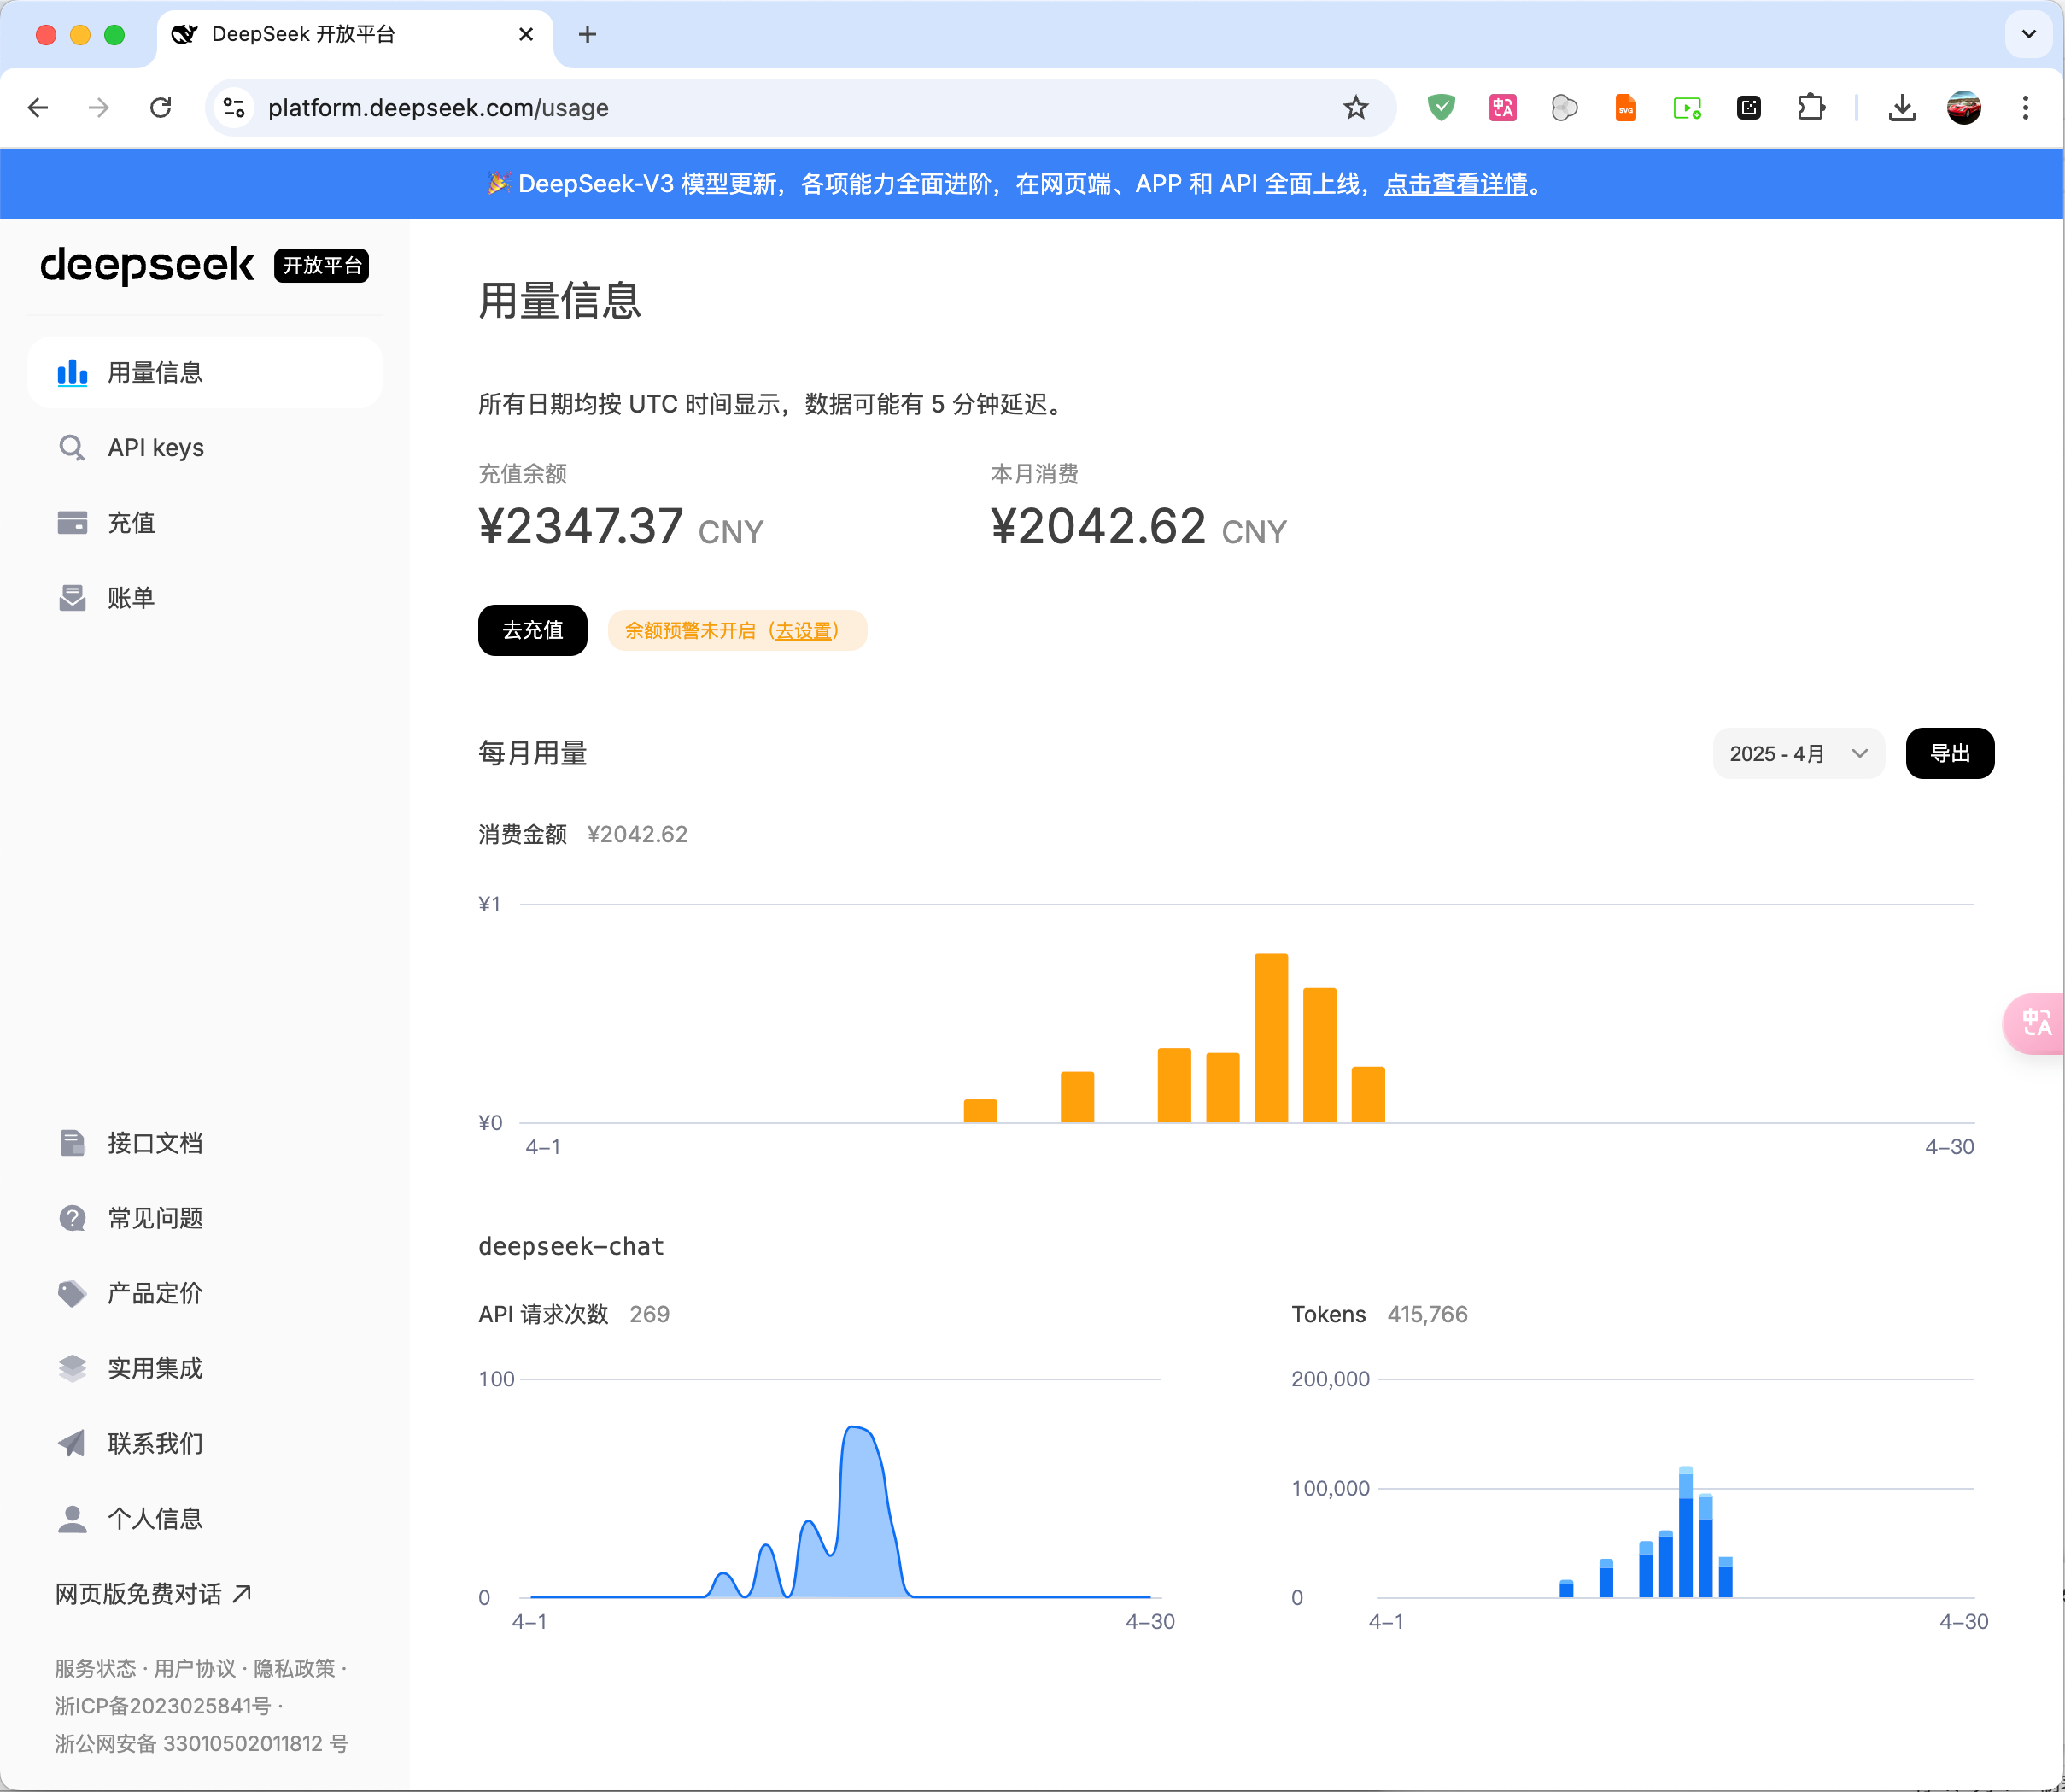 DeepSeek 开放平台
platform.deepseek.com/usage
🎉 DeepSeek-V3 模型更新，各项能力全面进阶，在网页端、APP 和 API 全面上线，点击查看详情。
deepseek 开放平台
用量信息
API keys
充值
账单
接口文档
常见问题
产品定价
实用集成
联系我们
个人信息
网页版免费对话 ↗
服务状态 · 用户协议 · 隐私政策 ·
浙ICP备2023025841号 ·
浙公网安备 33010502011812 号
用量信息
所有日期均按 UTC 时间显示，数据可能有 5 分钟延迟。
充值余额
¥2347.37 CNY
本月消费
¥2042.62 CNY
去充值
余额预警未开启（去设置）
每月用量
2025 - 4月
导出
消费金额 ¥2042.62
¥1
¥0
4-1
4-30
deepseek-chat
API 请求次数 269
100
0
4-1
4-30
Tokens 415,766
200,000
100,000
0
4-1
4-30
中A
SVG
中A